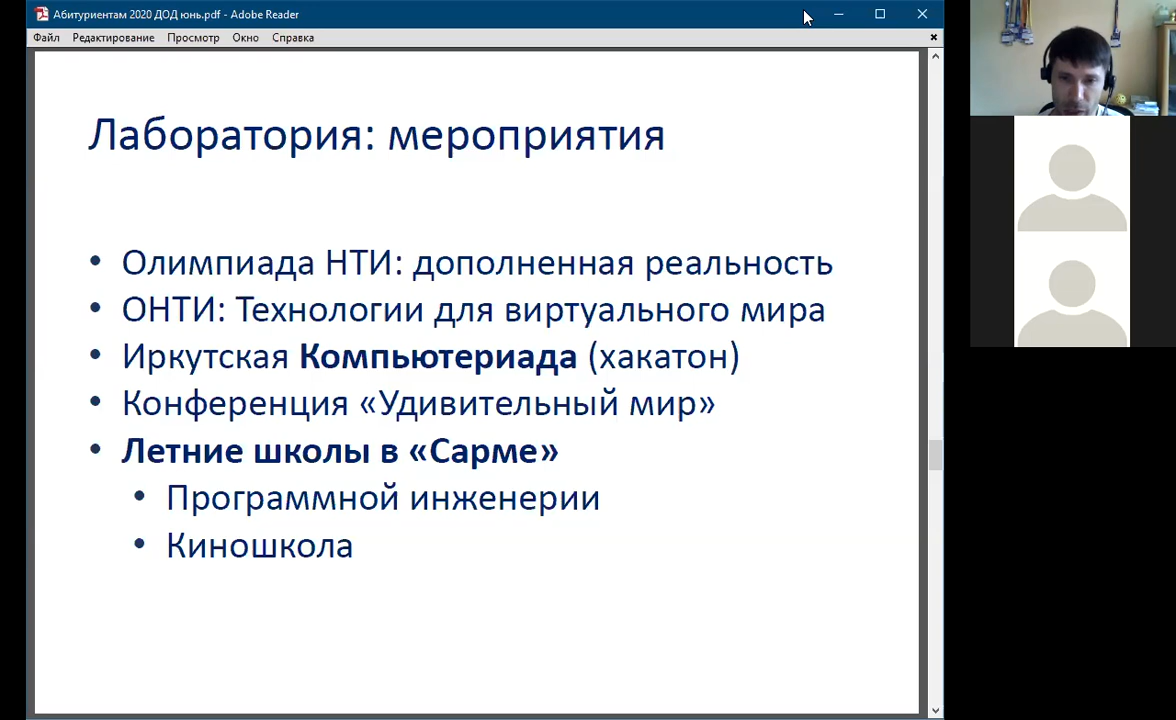 Абитуриентам 2020 ДОД юнь.pdf - Adobe Reader
Файл Редактирование Просмотр Окно Справка
Лаборатория: мероприятия
• Олимпиада НТИ: дополненная реальность
• ОНТИ: Технологии для виртуального мира
• Иркутская Компьютериада (хакатон)
• Конференция «Удивительный мир»
• Летние школы в «Сарме»
• Программной инженерии
• Киношкола